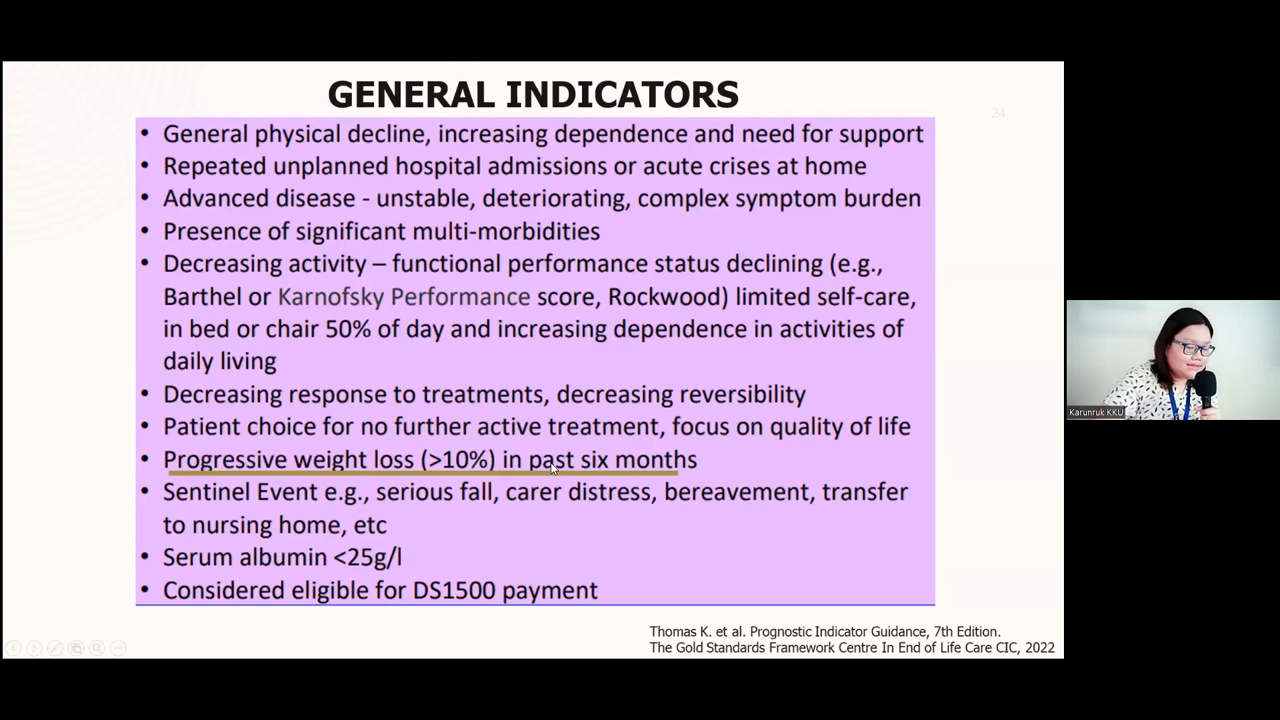 GENERAL INDICATORS
24
• General physical decline, increasing dependence and need for support
• Repeated unplanned hospital admissions or acute crises at home
• Advanced disease - unstable, deteriorating, complex symptom burden
• Presence of significant multi-morbidities
• Decreasing activity – functional performance status declining (e.g.,
Barthel or Karnofsky Performance score, Rockwood) limited self-care,
in bed or chair 50% of day and increasing dependence in activities of
daily living
• Decreasing response to treatments, decreasing reversibility
• Patient choice for no further active treatment, focus on quality of life
• Progressive weight loss (>10%) in past six months
• Sentinel Event e.g., serious fall, carer distress, bereavement, transfer
to nursing home, etc
• Serum albumin <25g/l
• Considered eligible for DS1500 payment
Thomas K. et al. Prognostic Indicator Guidance, 7th Edition.
The Gold Standards Framework Centre In End of Life Care CIC, 2022
Karunruk KKU